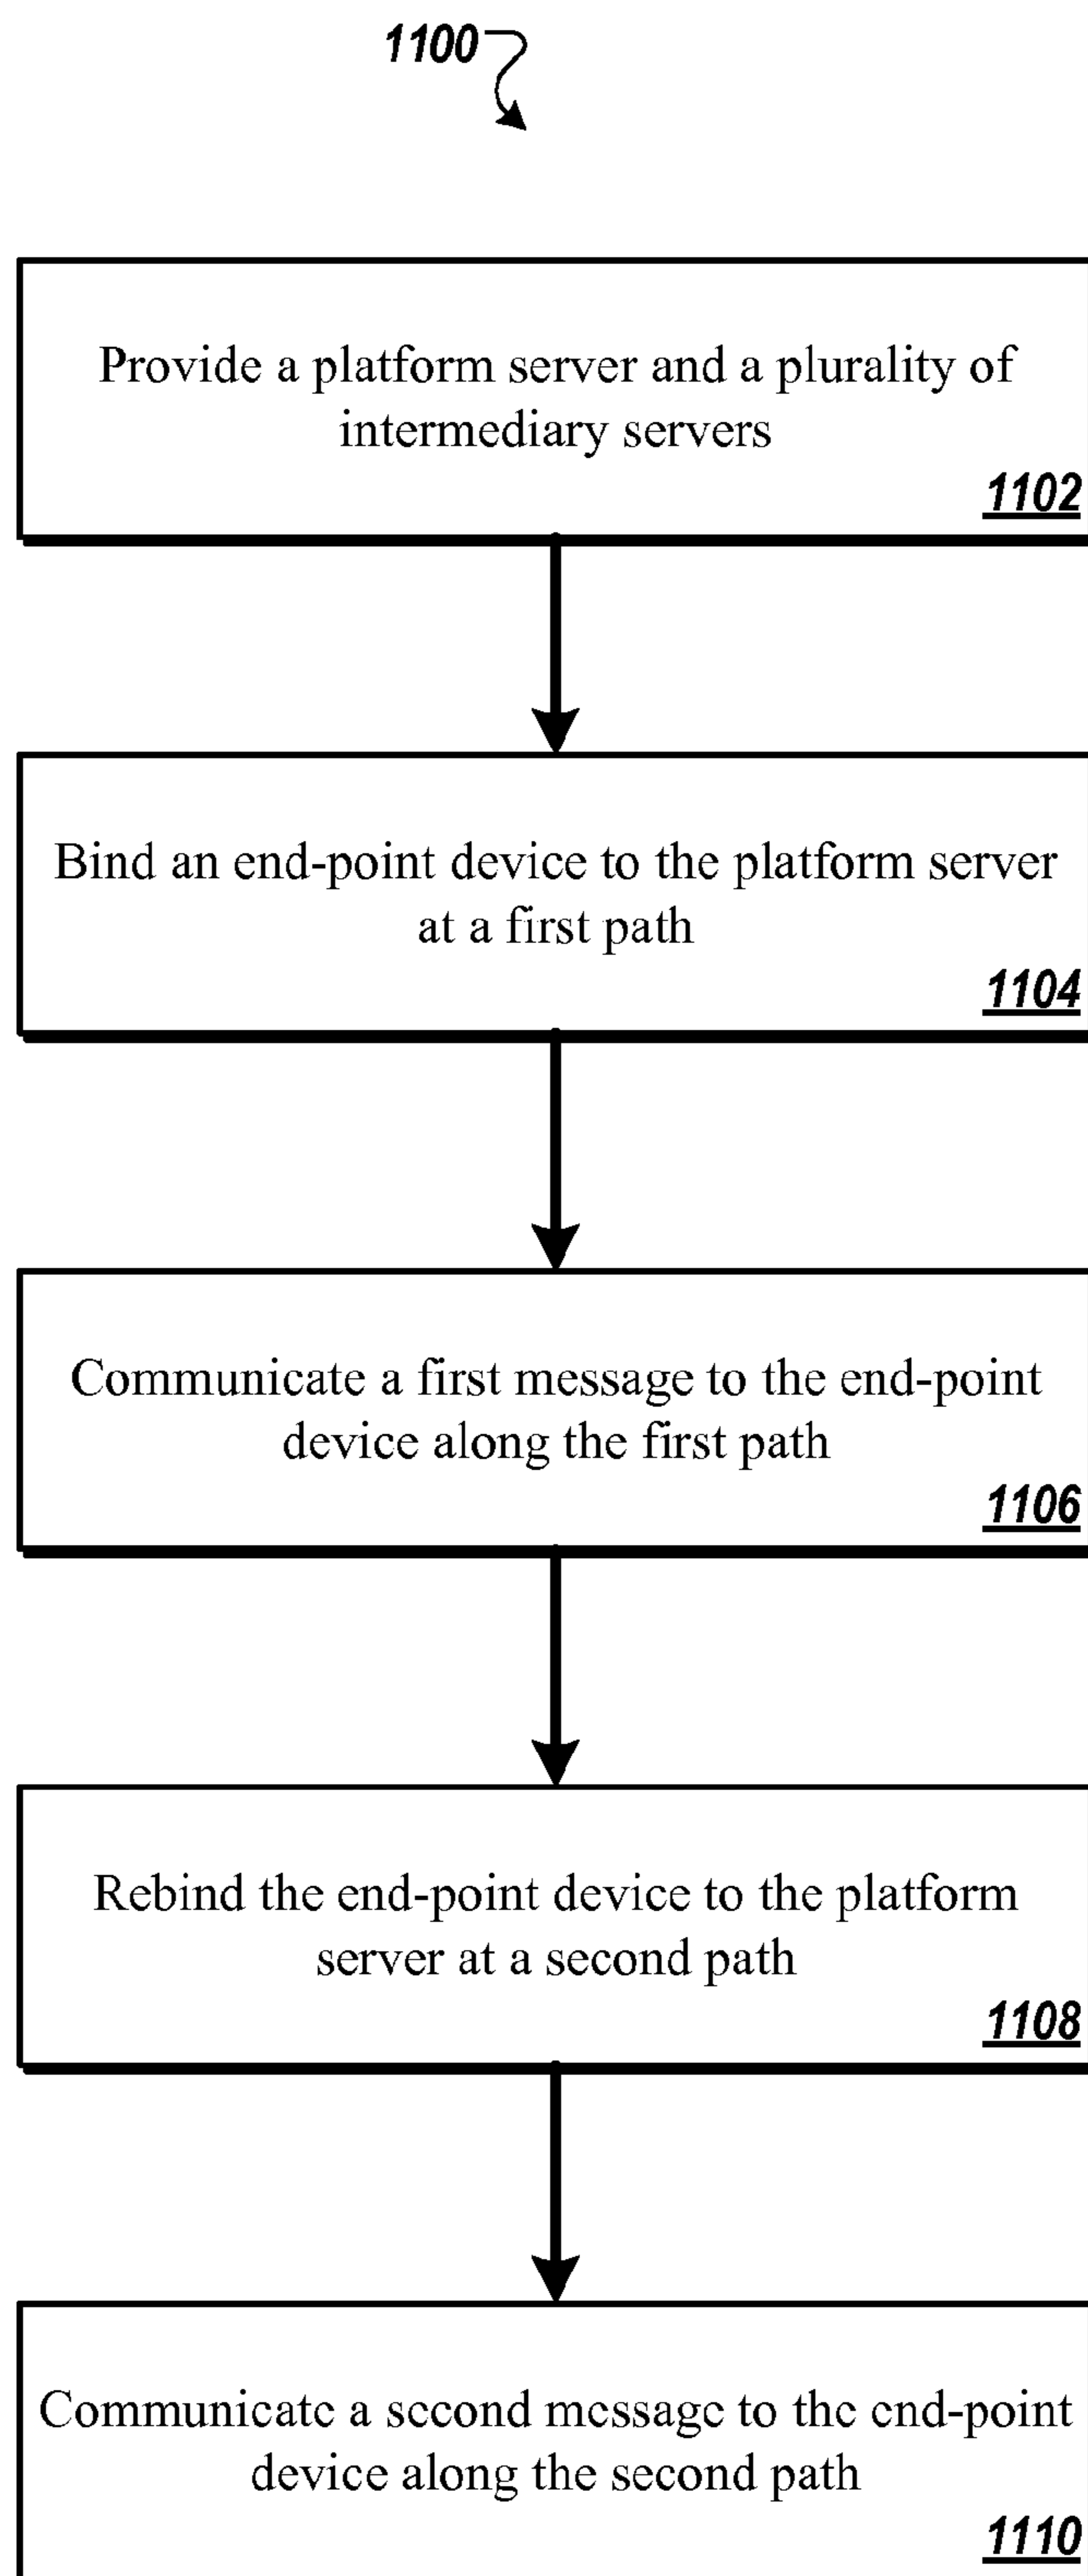 1100
Provide a platform server and a plurality of
intermediary servers
1102
Bind an end-point device to the platform server
at a first path
1104
Communicate a first message to the end-point
device along the first path
1106
Rebind the end-point device to the platform
server at a second path
1108
Communicate a second message to the end-point
device along the second path
1110